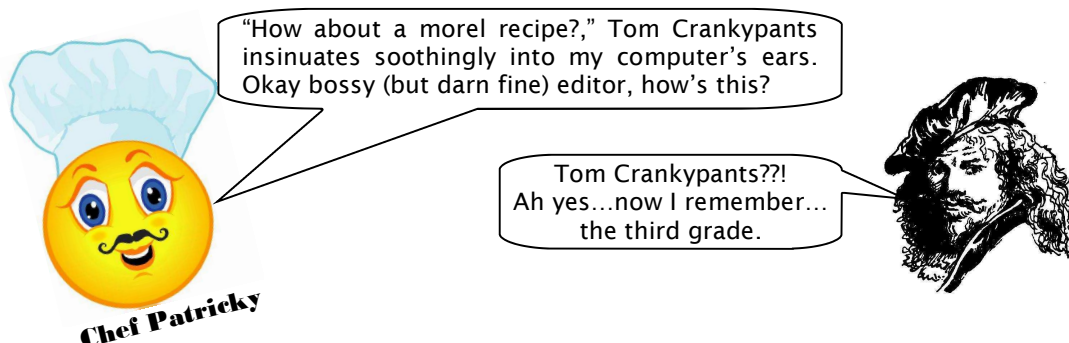 “How about a morel recipe?,” Tom Crankypants
insinuates soothingly into my computer’s ears.
Okay bossy (but darn fine) editor, how’s this?
Tom Crankypants??!
Ah yes…now I remember…
the third grade.
Chef Patricky